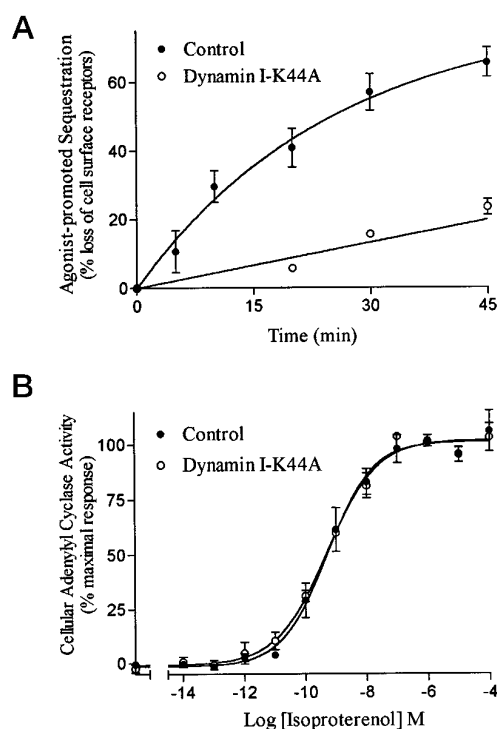 A
Agonist-promoted Sequestration
(% loss of cell surface receptors)
60
40
20
0
Control
Dynamin I-K44A
0 15 30 45
Time (min)
B
Cellular Adenylyl Cyclase Activity
(% maximal response)
100
75
50
25
0
Control
Dynamin I-K44A
-14 -12 -10 -8 -6 -4
Log [Isoproterenol] M